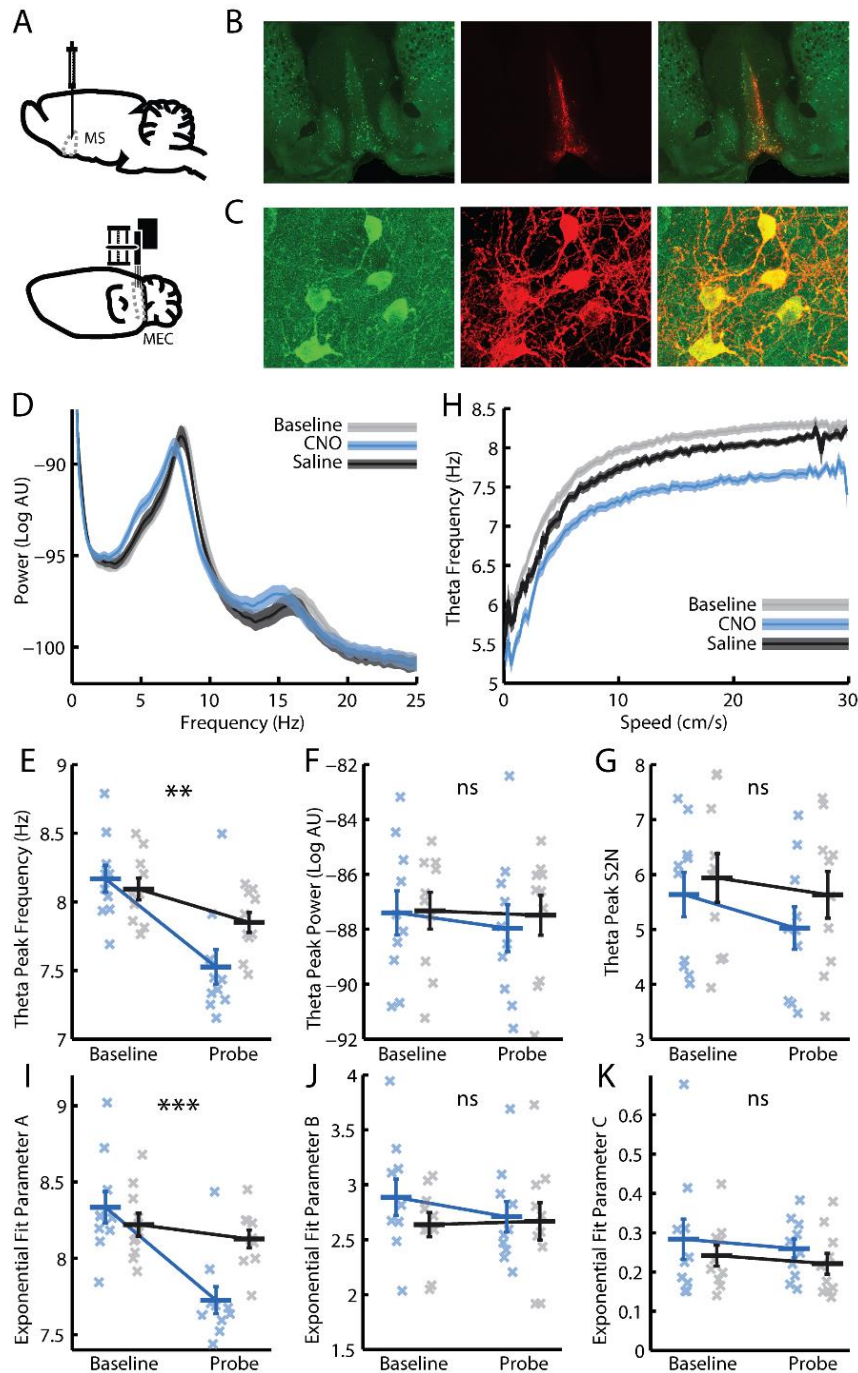 A
B
MS
C
MEC
D
Baseline
CNO
Saline
−90
−95
−100
Power (Log AU)
0 5 10 15 20 25
Frequency (Hz)
H
8.5
8
7.5
7
6.5
6
5.5
5
Theta Frequency (Hz)
Baseline
CNO
Saline
0 10 20 30
Speed (cm/s)
E
**
9
8.5
8
7.5
7
Theta Peak Frequency (Hz)
Baseline Probe
F
ns
−82
−84
−86
−88
−90
−92
Theta Peak Power (Log AU)
Baseline Probe
G
ns
8
7
6
5
4
3
Theta Peak S2N
Baseline Probe
I
***
9
8.5
8
7.5
Exponential Fit Parameter A
Baseline Probe
J
ns
4
3.5
3
2.5
2
1.5
Exponential Fit Parameter B
Baseline Probe
K
ns
0.6
0.5
0.4
0.3
0.2
0.1
0
Exponential Fit Parameter C
Baseline Probe